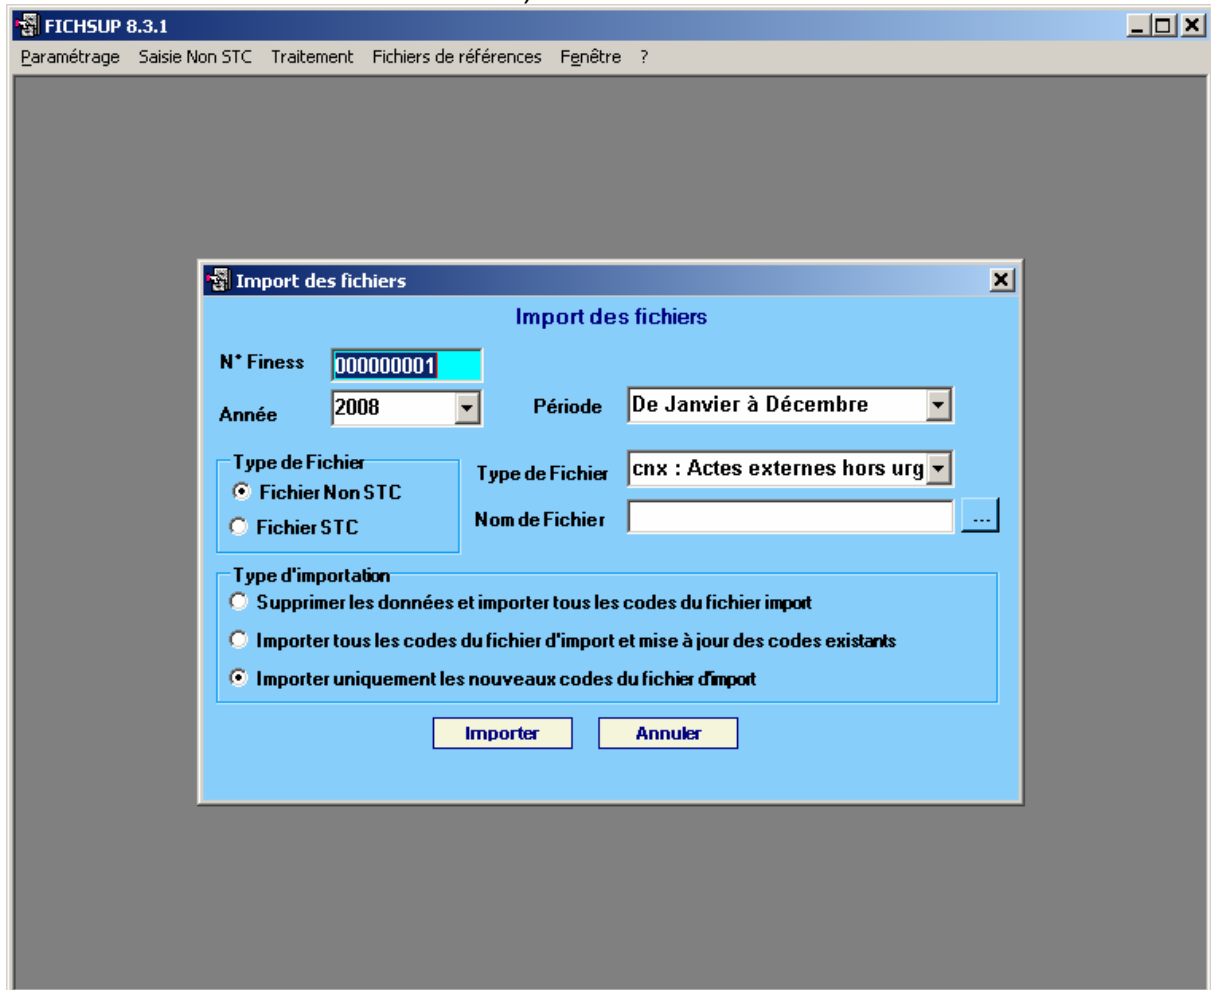 FICHSUP 8.3.1
Paramétrage Saisie Non STC Traitement Fichiers de références Fenêtre ?
Import des fichiers
Import des fichiers
N° Finess 000000001
Année 2008 Période De Janvier à Décembre
Type de Fichier
Fichier Non STC
Fichier STC
Type de Fichier cnx : Actes externes hors urg
Nom de Fichier ...
Type d'importation
Supprimer les données et importer tous les codes du fichier import
Importer tous les codes du fichier d'import et mise à jour des codes existants
Importer uniquement les nouveaux codes du fichier d'import
Importer Annuler